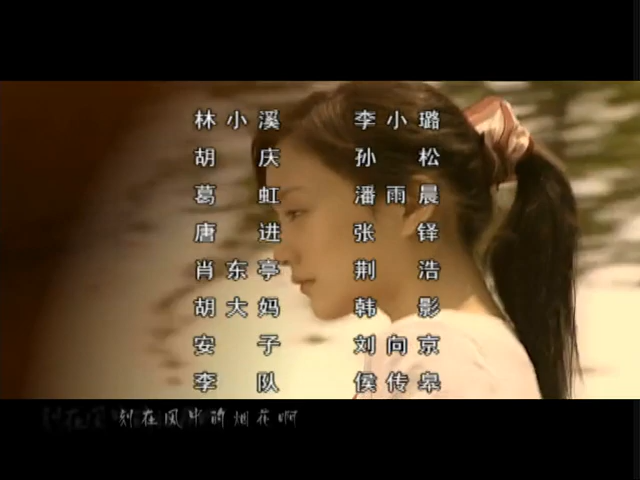 林小溪 李小璐
胡庆 孙松
葛虹 潘雨晨
唐进 张铎
肖东亭 荆浩
胡大妈 韩影
安子 刘向京
李队 侯传皋
刻在风中的烟花啊